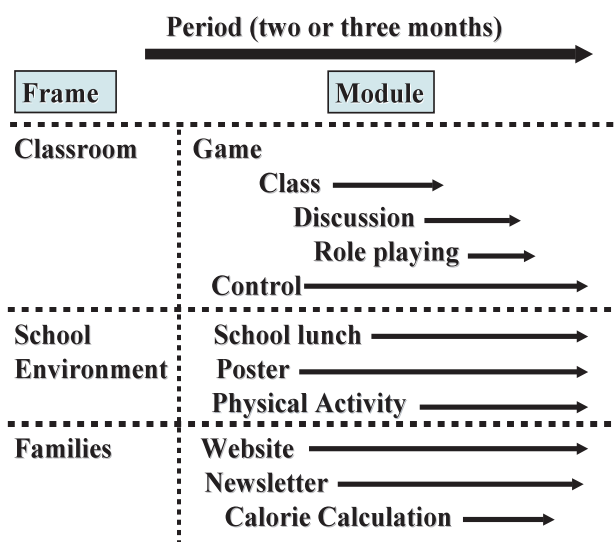 Period (two or three months)
Frame Module
Classroom Game
Class
Discussion
Role playing
Control
School School lunch
Environment Poster
Physical Activity
Families Website
Newsletter
Calorie Calculation